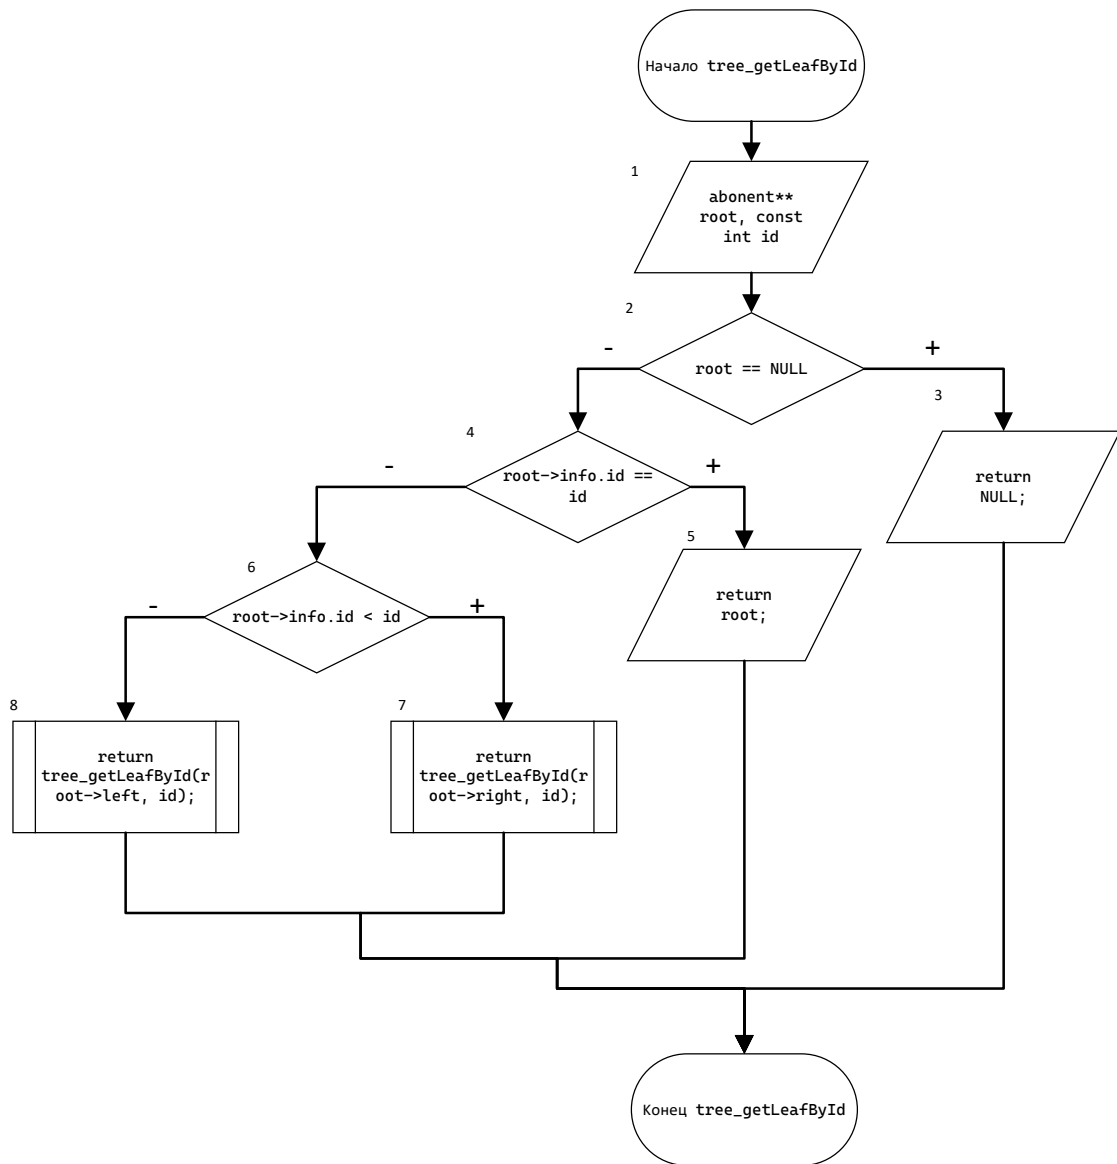 Начало tree_getLeafById
1
abonent**
root, const
int id
2
root == NULL
-
+
3
return
NULL;
4
root->info.id ==
id
-
+
5
return
root;
6
root->info.id < id
-
+
8
return
tree_getLeafById(r
oot->left, id);
7
return
tree_getLeafById(r
oot->right, id);
Конец tree_getLeafById